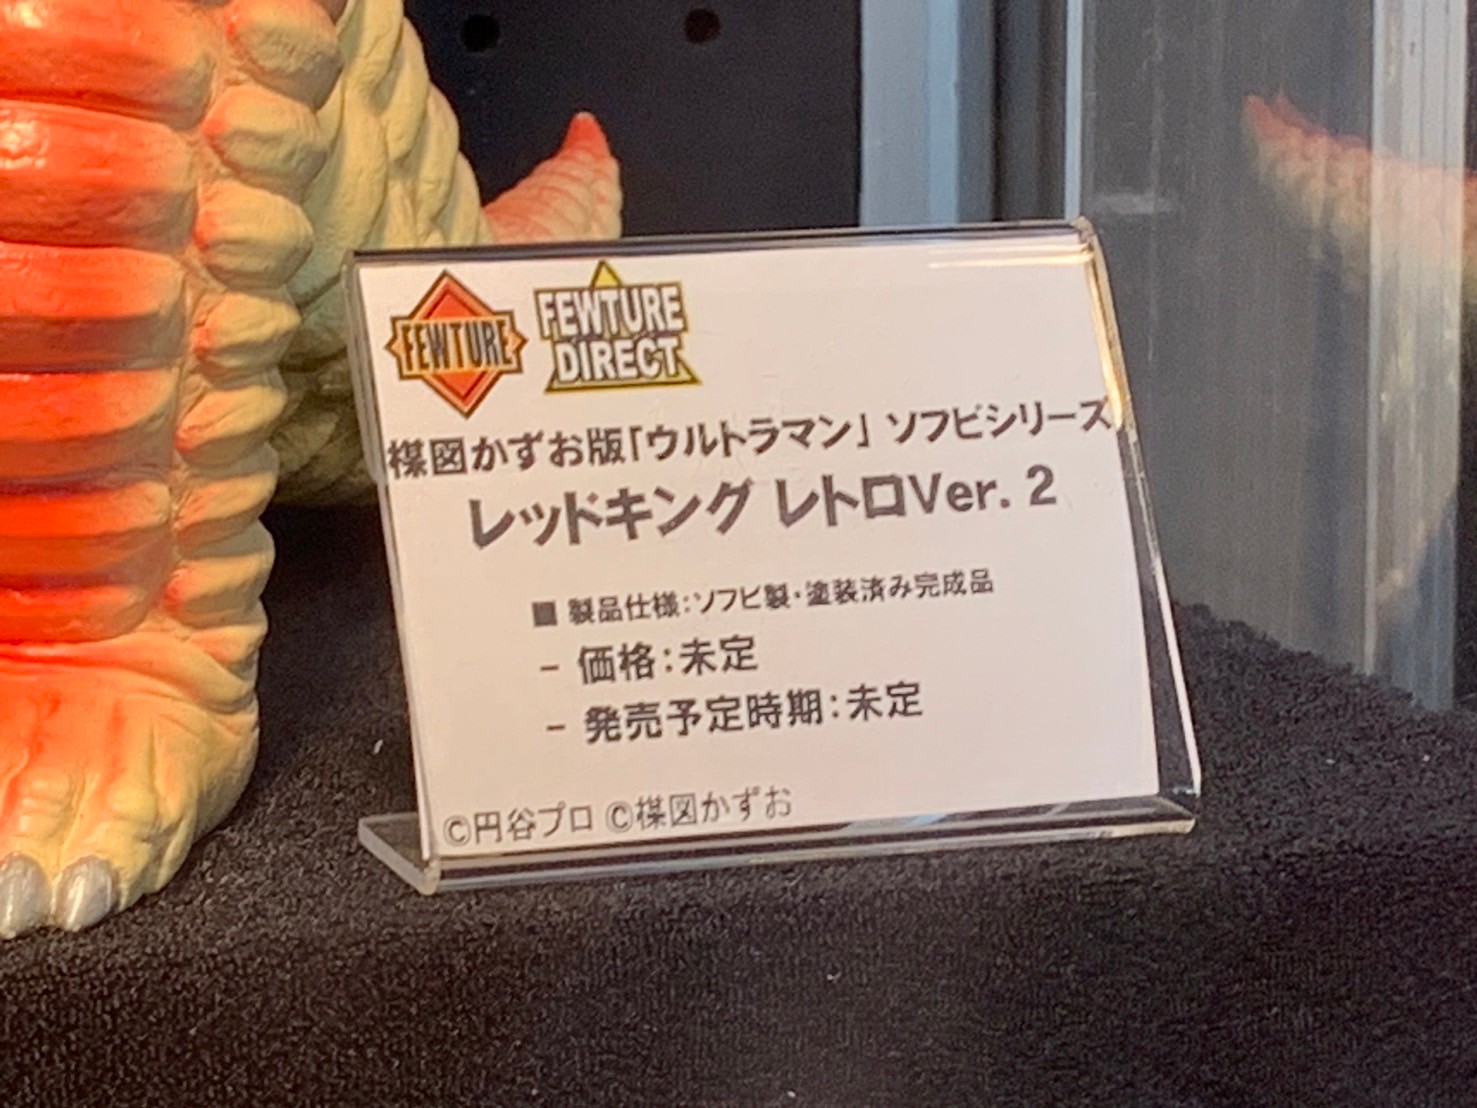 FEWTURE
FEWTURE
DIRECT
楳図かずお版「ウルトラマン」 ソフビシリーズ
レッドキング レトロVer. 2
■ 製品仕様：ソフビ製・塗装済み完成品
– 価格：未定
– 発売予定時期：未定
©円谷プロ ©楳図かずお